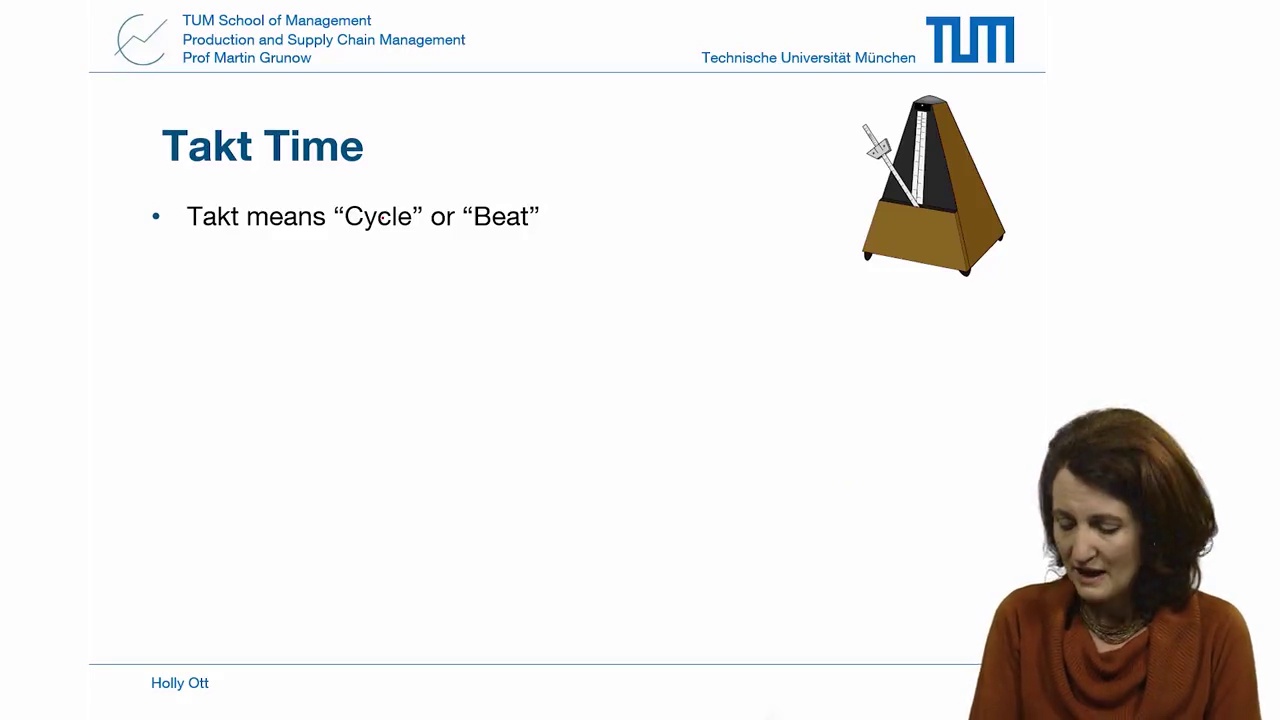 TUM School of Management
Production and Supply Chain Management
Prof Martin Grunow
Technische Universität München
TUM
Takt Time
• Takt means “Cycle” or “Beat”
Holly Ott